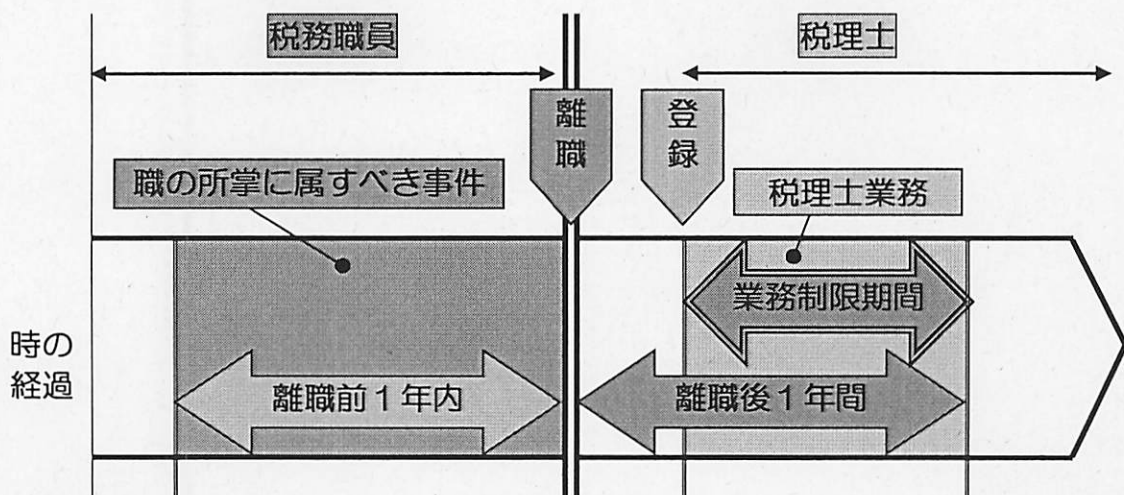 税務職員
税理士
離職
登録
職の所掌に属すべき事件
税理士業務
業務制限期間
時の
経過
離職前1年内
離職後1年間